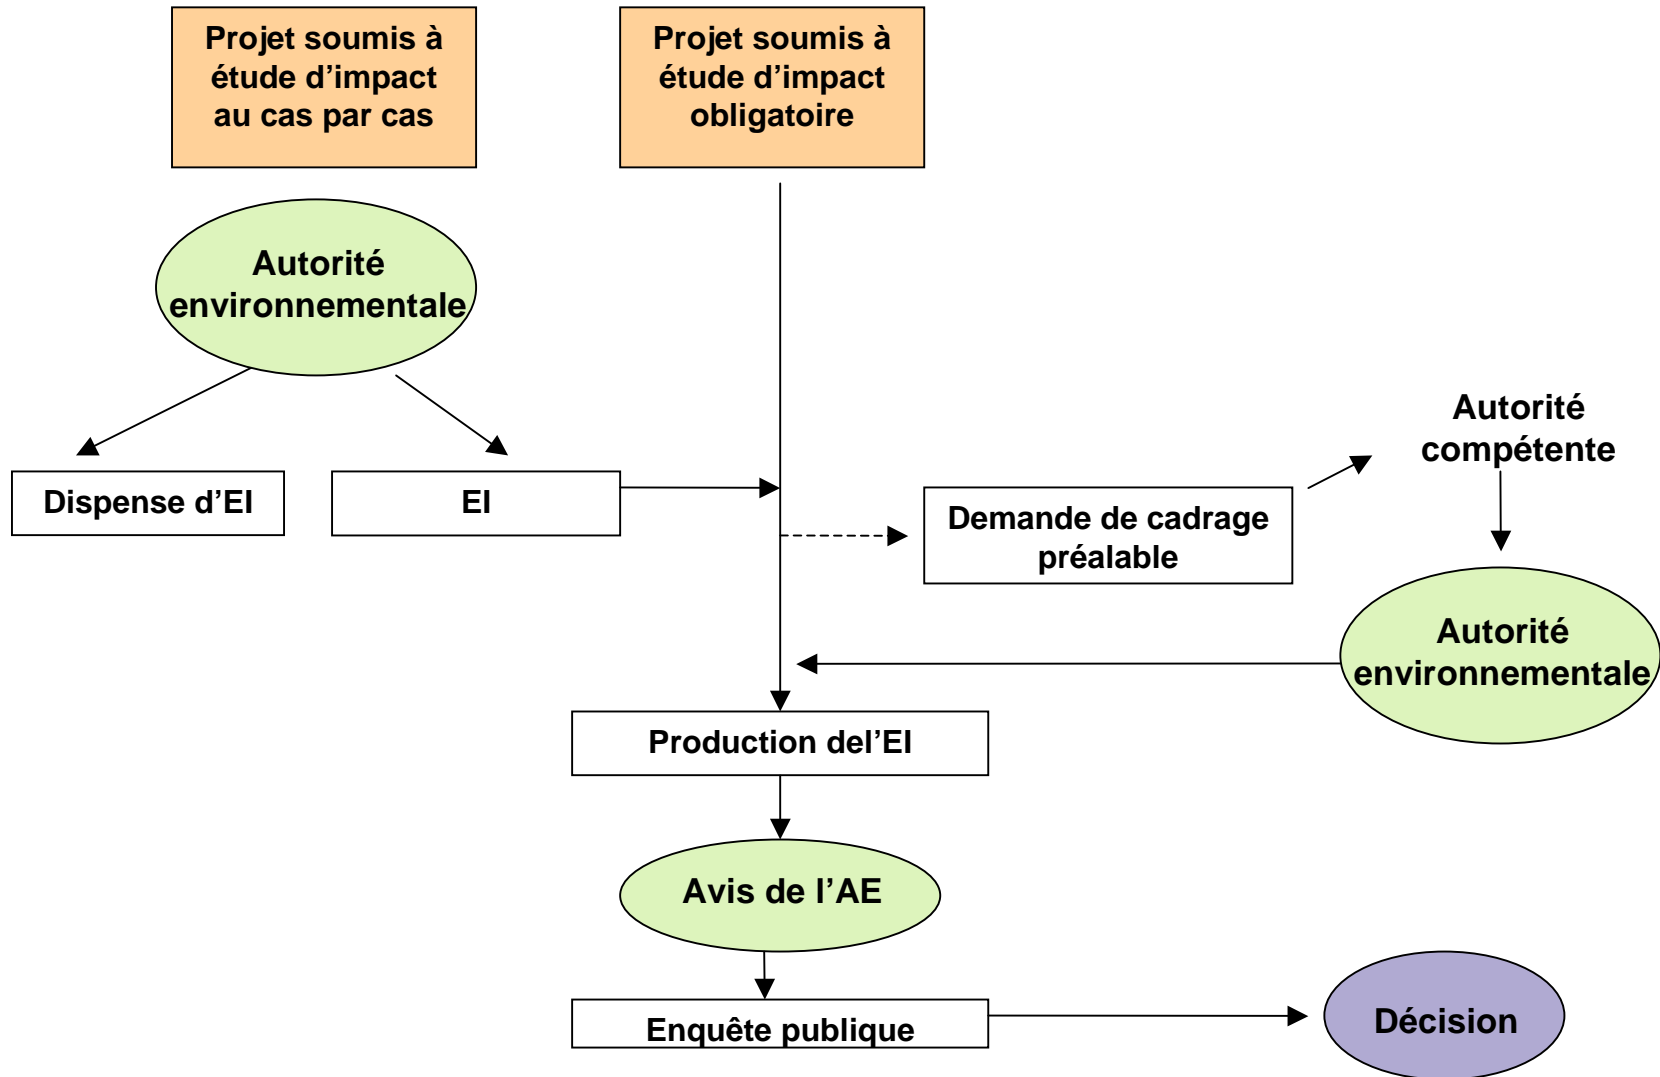 Projet soumis à
étude d'impact
au cas par cas
Projet soumis à
étude d'impact
obligatoire
Autorité
environnementale
Dispense d'EI
EI
Demande de cadrage
préalable
Autorité
compétente
Autorité
environnementale
Production del'EI
Avis de l'AE
Enquête publique
Décision